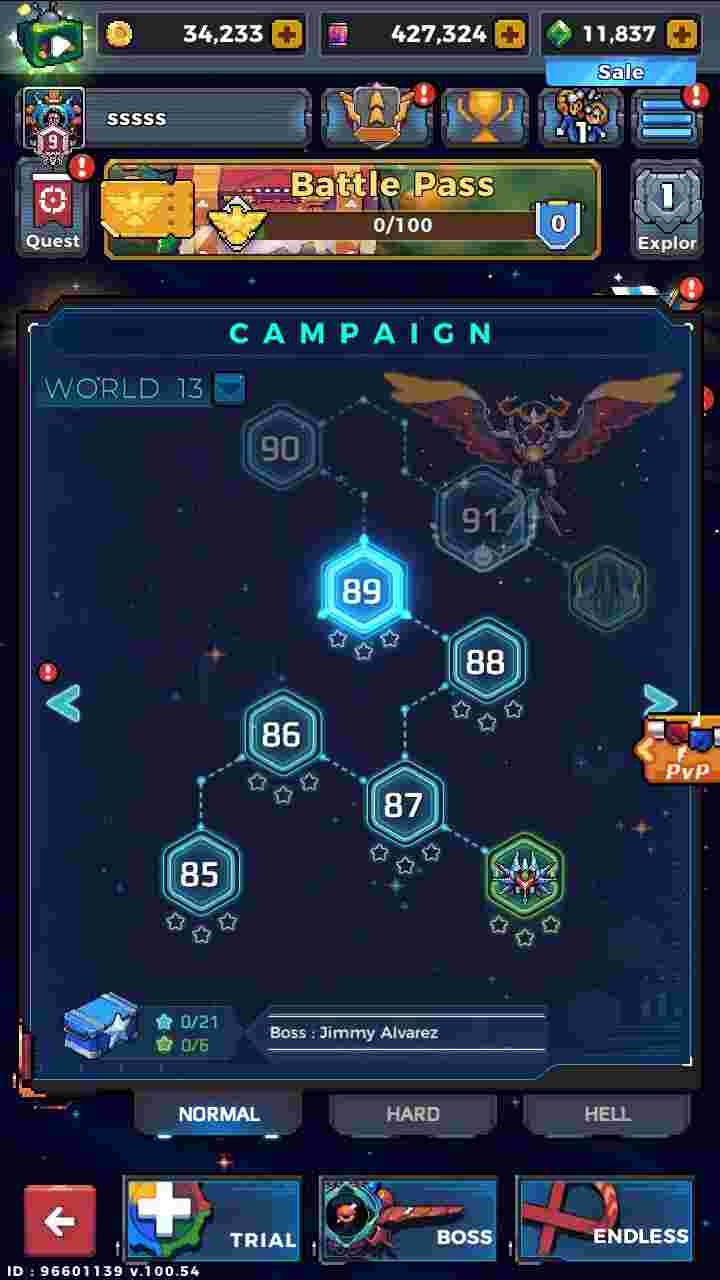 34,233
427,324
11,837
Sale
9
sssss
1
Quest
Battle Pass
0/100
0
1
Explor
CAMPAIGN
WORLD 13
90
91
89
88
86
87
85
PvP
0/21
0/6
Boss : Jimmy Alvarez
NORMAL
HARD
HELL
TRIAL
BOSS
ENDLESS
ID : 96601139 v.100.54